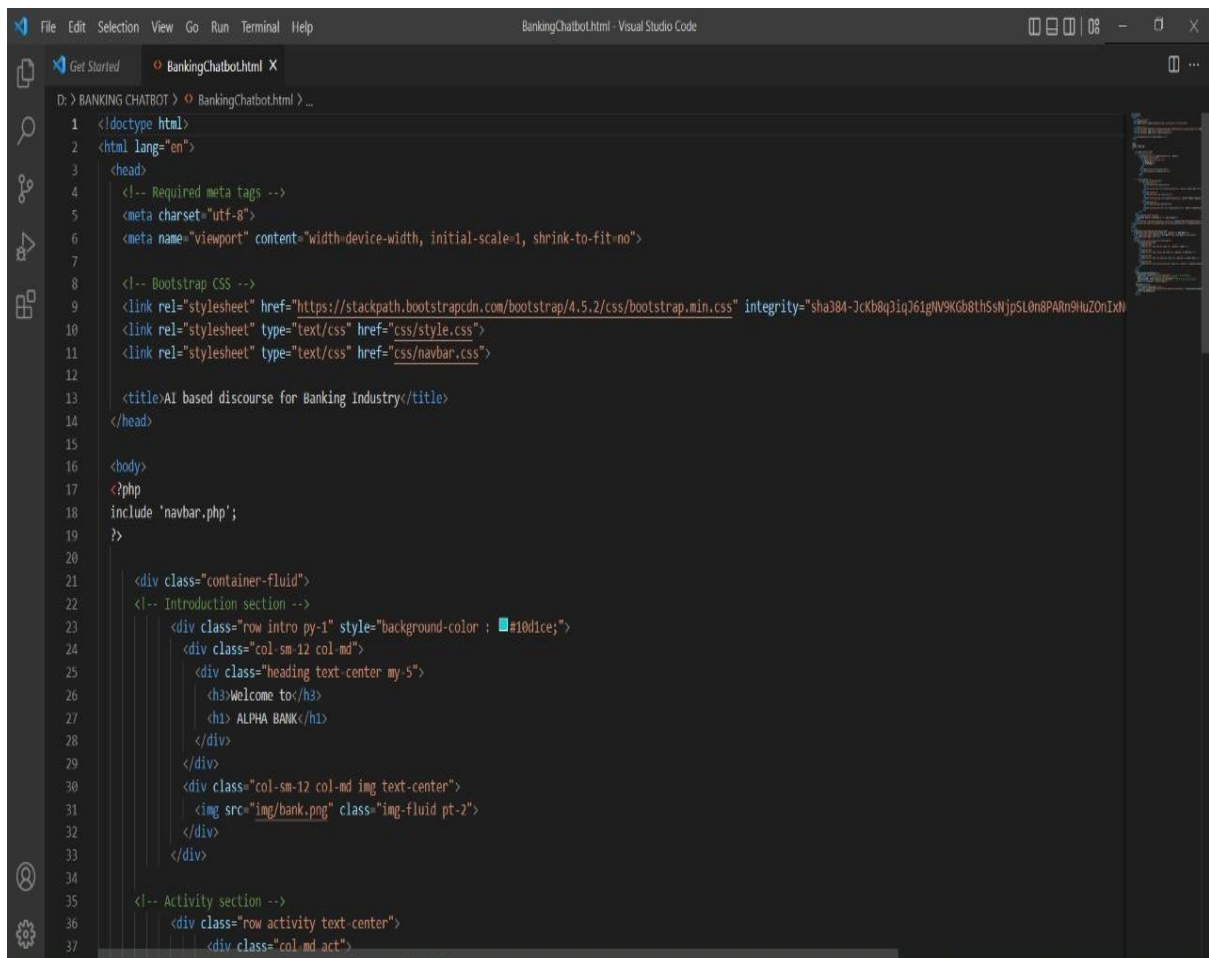 File Edit Selection View Go Run Terminal Help
BankingChatbot.html - Visual Studio Code
Get Started
BankingChatbot.html
D: > BANKING CHATBOT > BankingChatbot.html > ...
1 <!doctype html>
2 <html lang="en">
3 <head>
4 <!-- Required meta tags -->
5 <meta charset="utf-8">
6 <meta name="viewport" content="width=device-width, initial-scale=1, shrink-to-fit=no">
7
8 <!-- Bootstrap CSS -->
9 <link rel="stylesheet" href="https://stackpath.bootstrapcdn.com/bootstrap/4.5.2/css/bootstrap.min.css" integrity=
10 <link rel="stylesheet" type="text/css" href="css/style.css">
11 <link rel="stylesheet" type="text/css" href="css/navbar.css">
12
13 <title>AI based discourse for Banking Industry</title>
14 </head>
15
16 <body>
17 <?php
18 include 'navbar.php';
19 ?>
20
21 <div class="container-fluid">
22 <!-- Introduction section -->
23 <div class="row intro py-1" style="background-color : #10d1ce;">
24 <div class="col-sm-12 col-md">
25 <div class="heading text-center my-5">
26 <h3>Welcome to</h3>
27 <h1> ALPHA BANK</h1>
28 </div>
29 </div>
30 <div class="col-sm-12 col-md img text-center">
31 <img src="img/bank.png" class="img-fluid pt-2">
32 </div>
33 </div>
34
35 <!-- Activity section -->
36 <div class="row activity text-center">
37 <div class="col-md act">